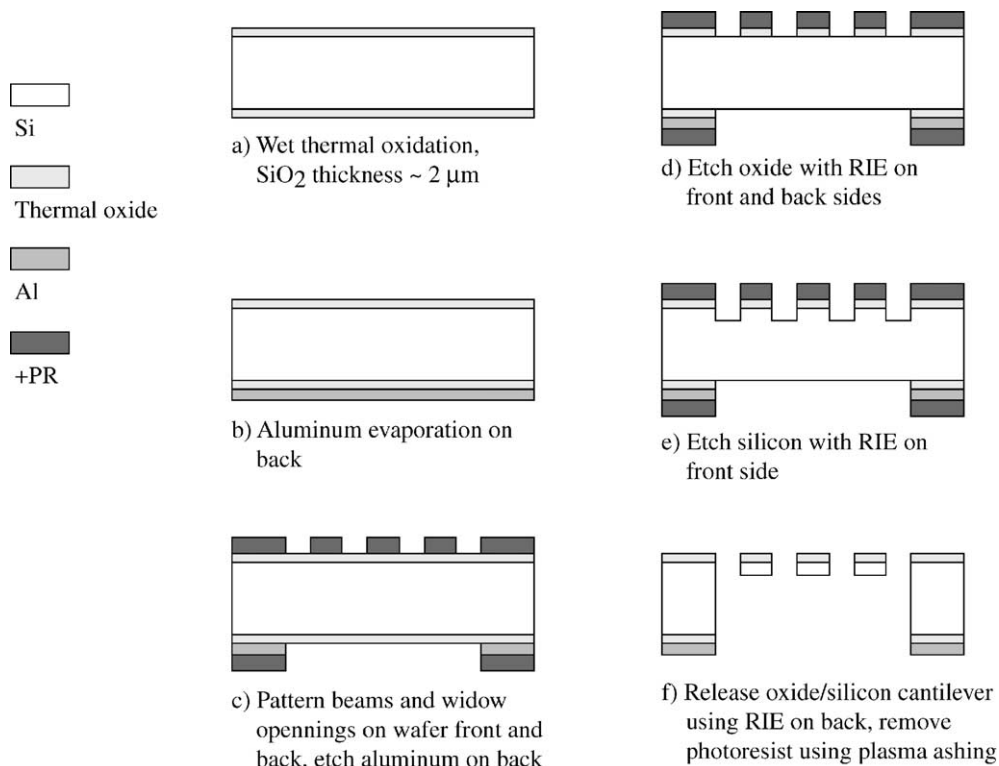 Si
Thermal oxide
Al
+PR
a) Wet thermal oxidation,
SiO2 thickness ~ 2 μm
b) Aluminum evaporation on
back
c) Pattern beams and widow
opennings on wafer front and
back, etch aluminum on back
d) Etch oxide with RIE on
front and back sides
e) Etch silicon with RIE on
front side
f) Release oxide/silicon cantilever
using RIE on back, remove
photoresist using plasma ashing